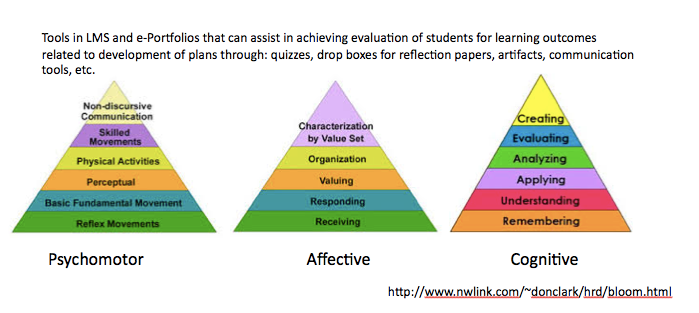 Tools in LMS and e-Portfolios that can assist in achieving evaluation of students for learning outcomes
related to development of plans through: quizzes, drop boxes for reflection papers, artifacts, communication
tools, etc.
Non-discursive
Communication
Skilled
Movements
Physical Activities
Perceptual
Basic Fundamental Movement
Reflex Movements
Psychomotor
Characterization
by Value Set
Organization
Valuing
Responding
Receiving
Affective
Creating
Evaluating
Analyzing
Applying
Understanding
Remembering
Cognitive
http://www.nwlink.com/~donclark/hrd/bloom.html